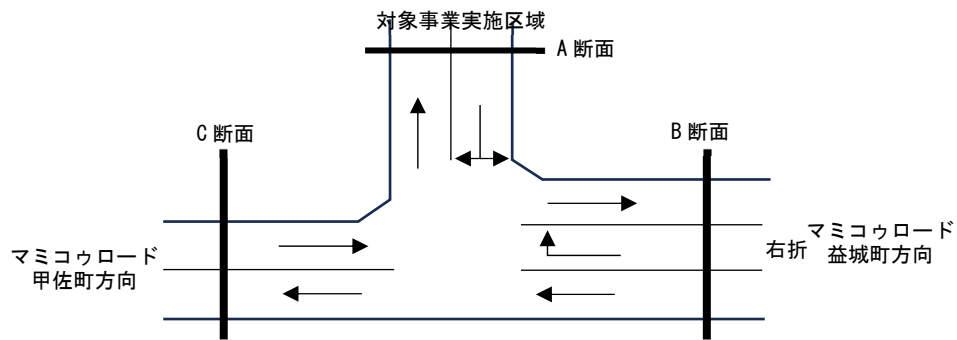 対象事業実施区域
A 断面
C 断面
B 断面
マミコゥロード
甲佐町方向
右折
マミコゥロード
益城町方向